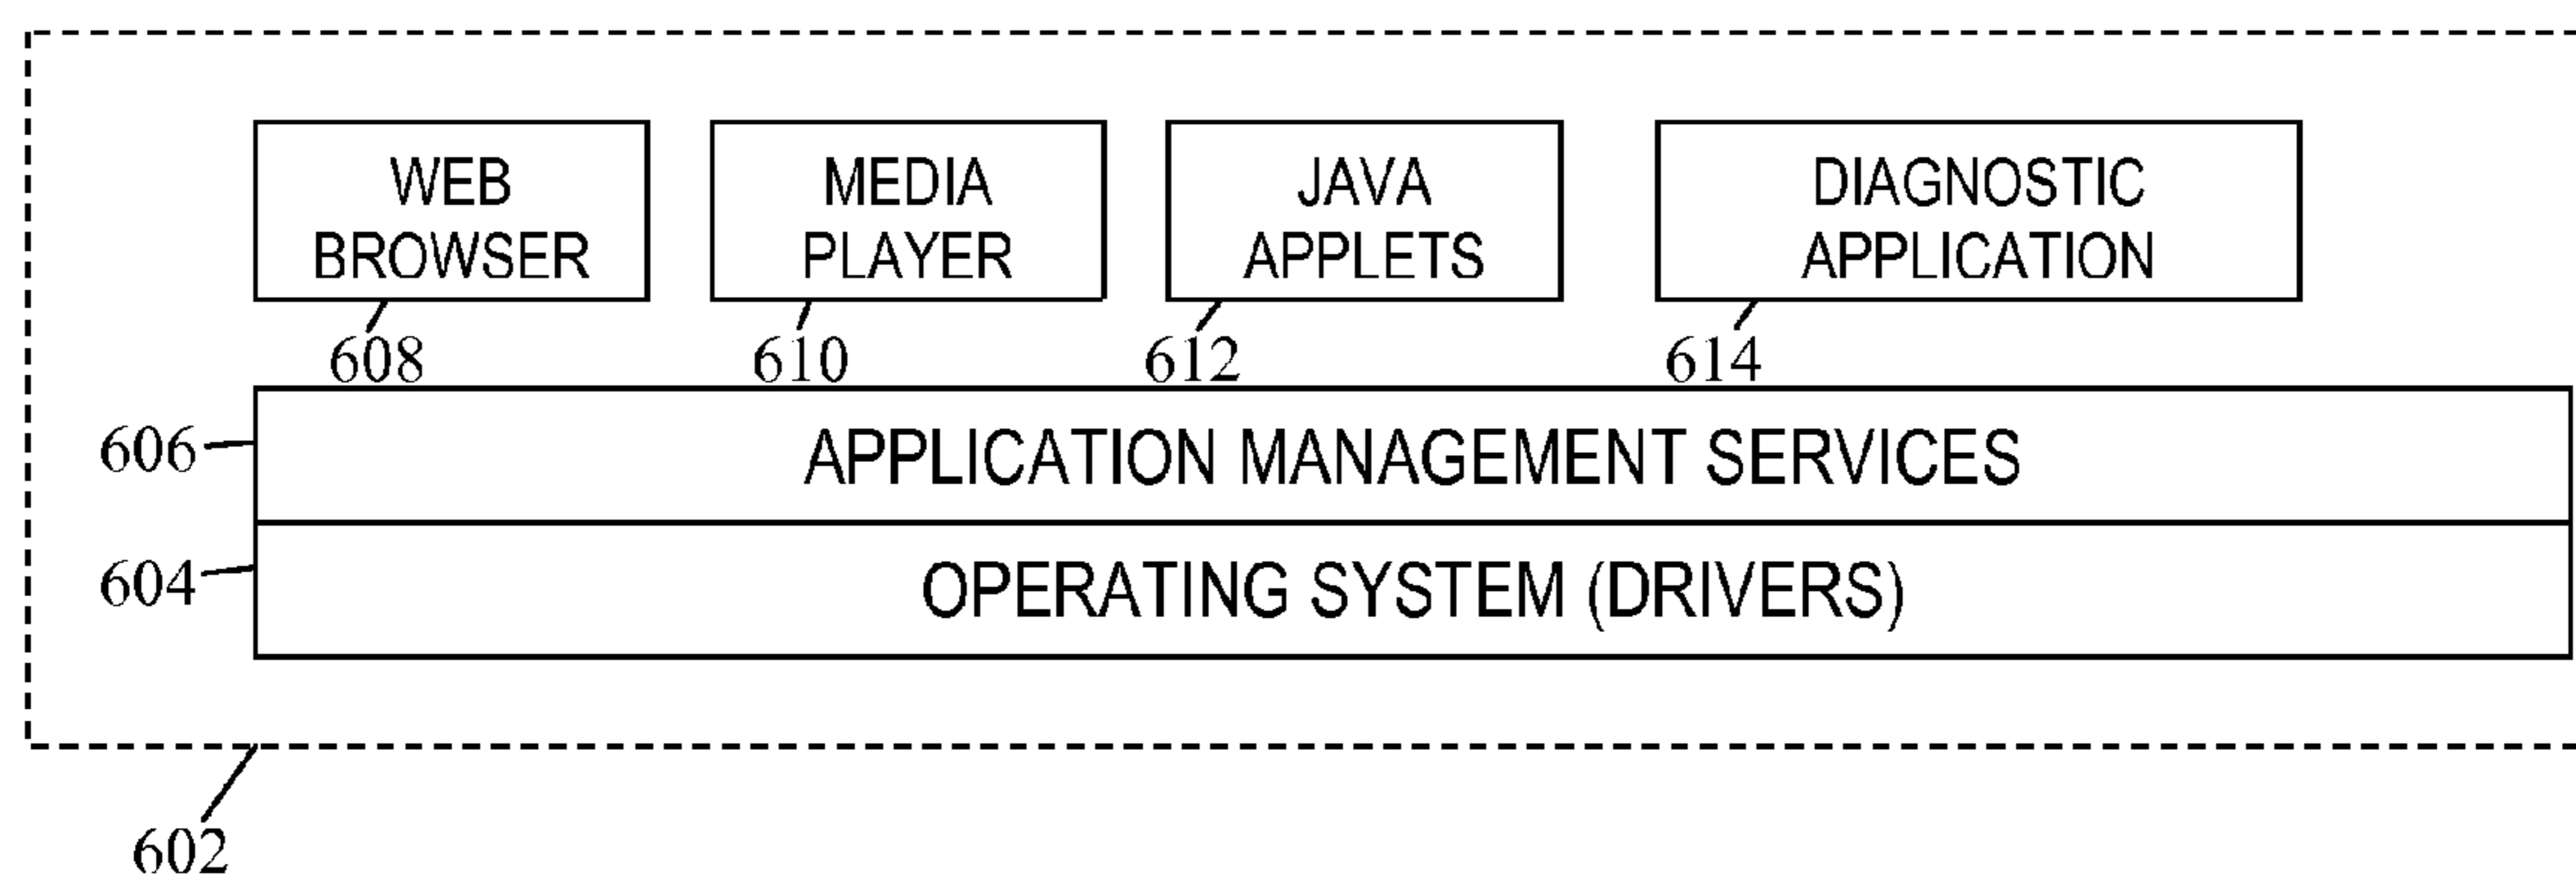 WEB
BROWSER
MEDIA
PLAYER
JAVA
APPLETS
DIAGNOSTIC
APPLICATION
608
610
612
614
606
APPLICATION MANAGEMENT SERVICES
604
OPERATING SYSTEM (DRIVERS)
602